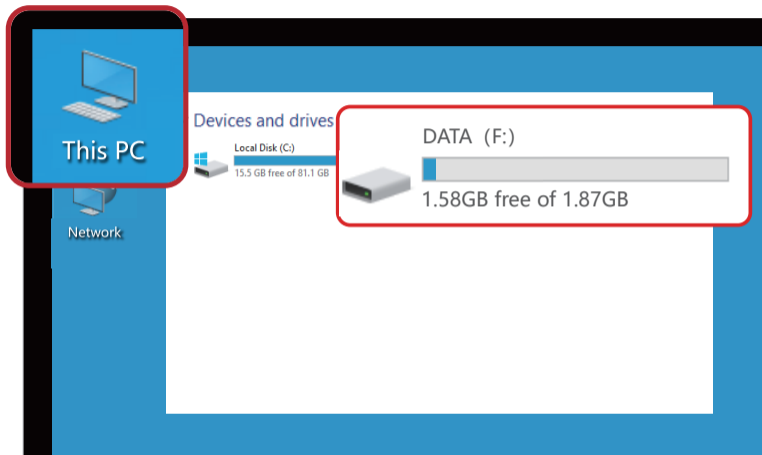 This PC
Network
Devices and drives
Local Disk (C:)
15.5 GB free of 81.1 GB
DATA (F:)
1.58GB free of 1.87GB